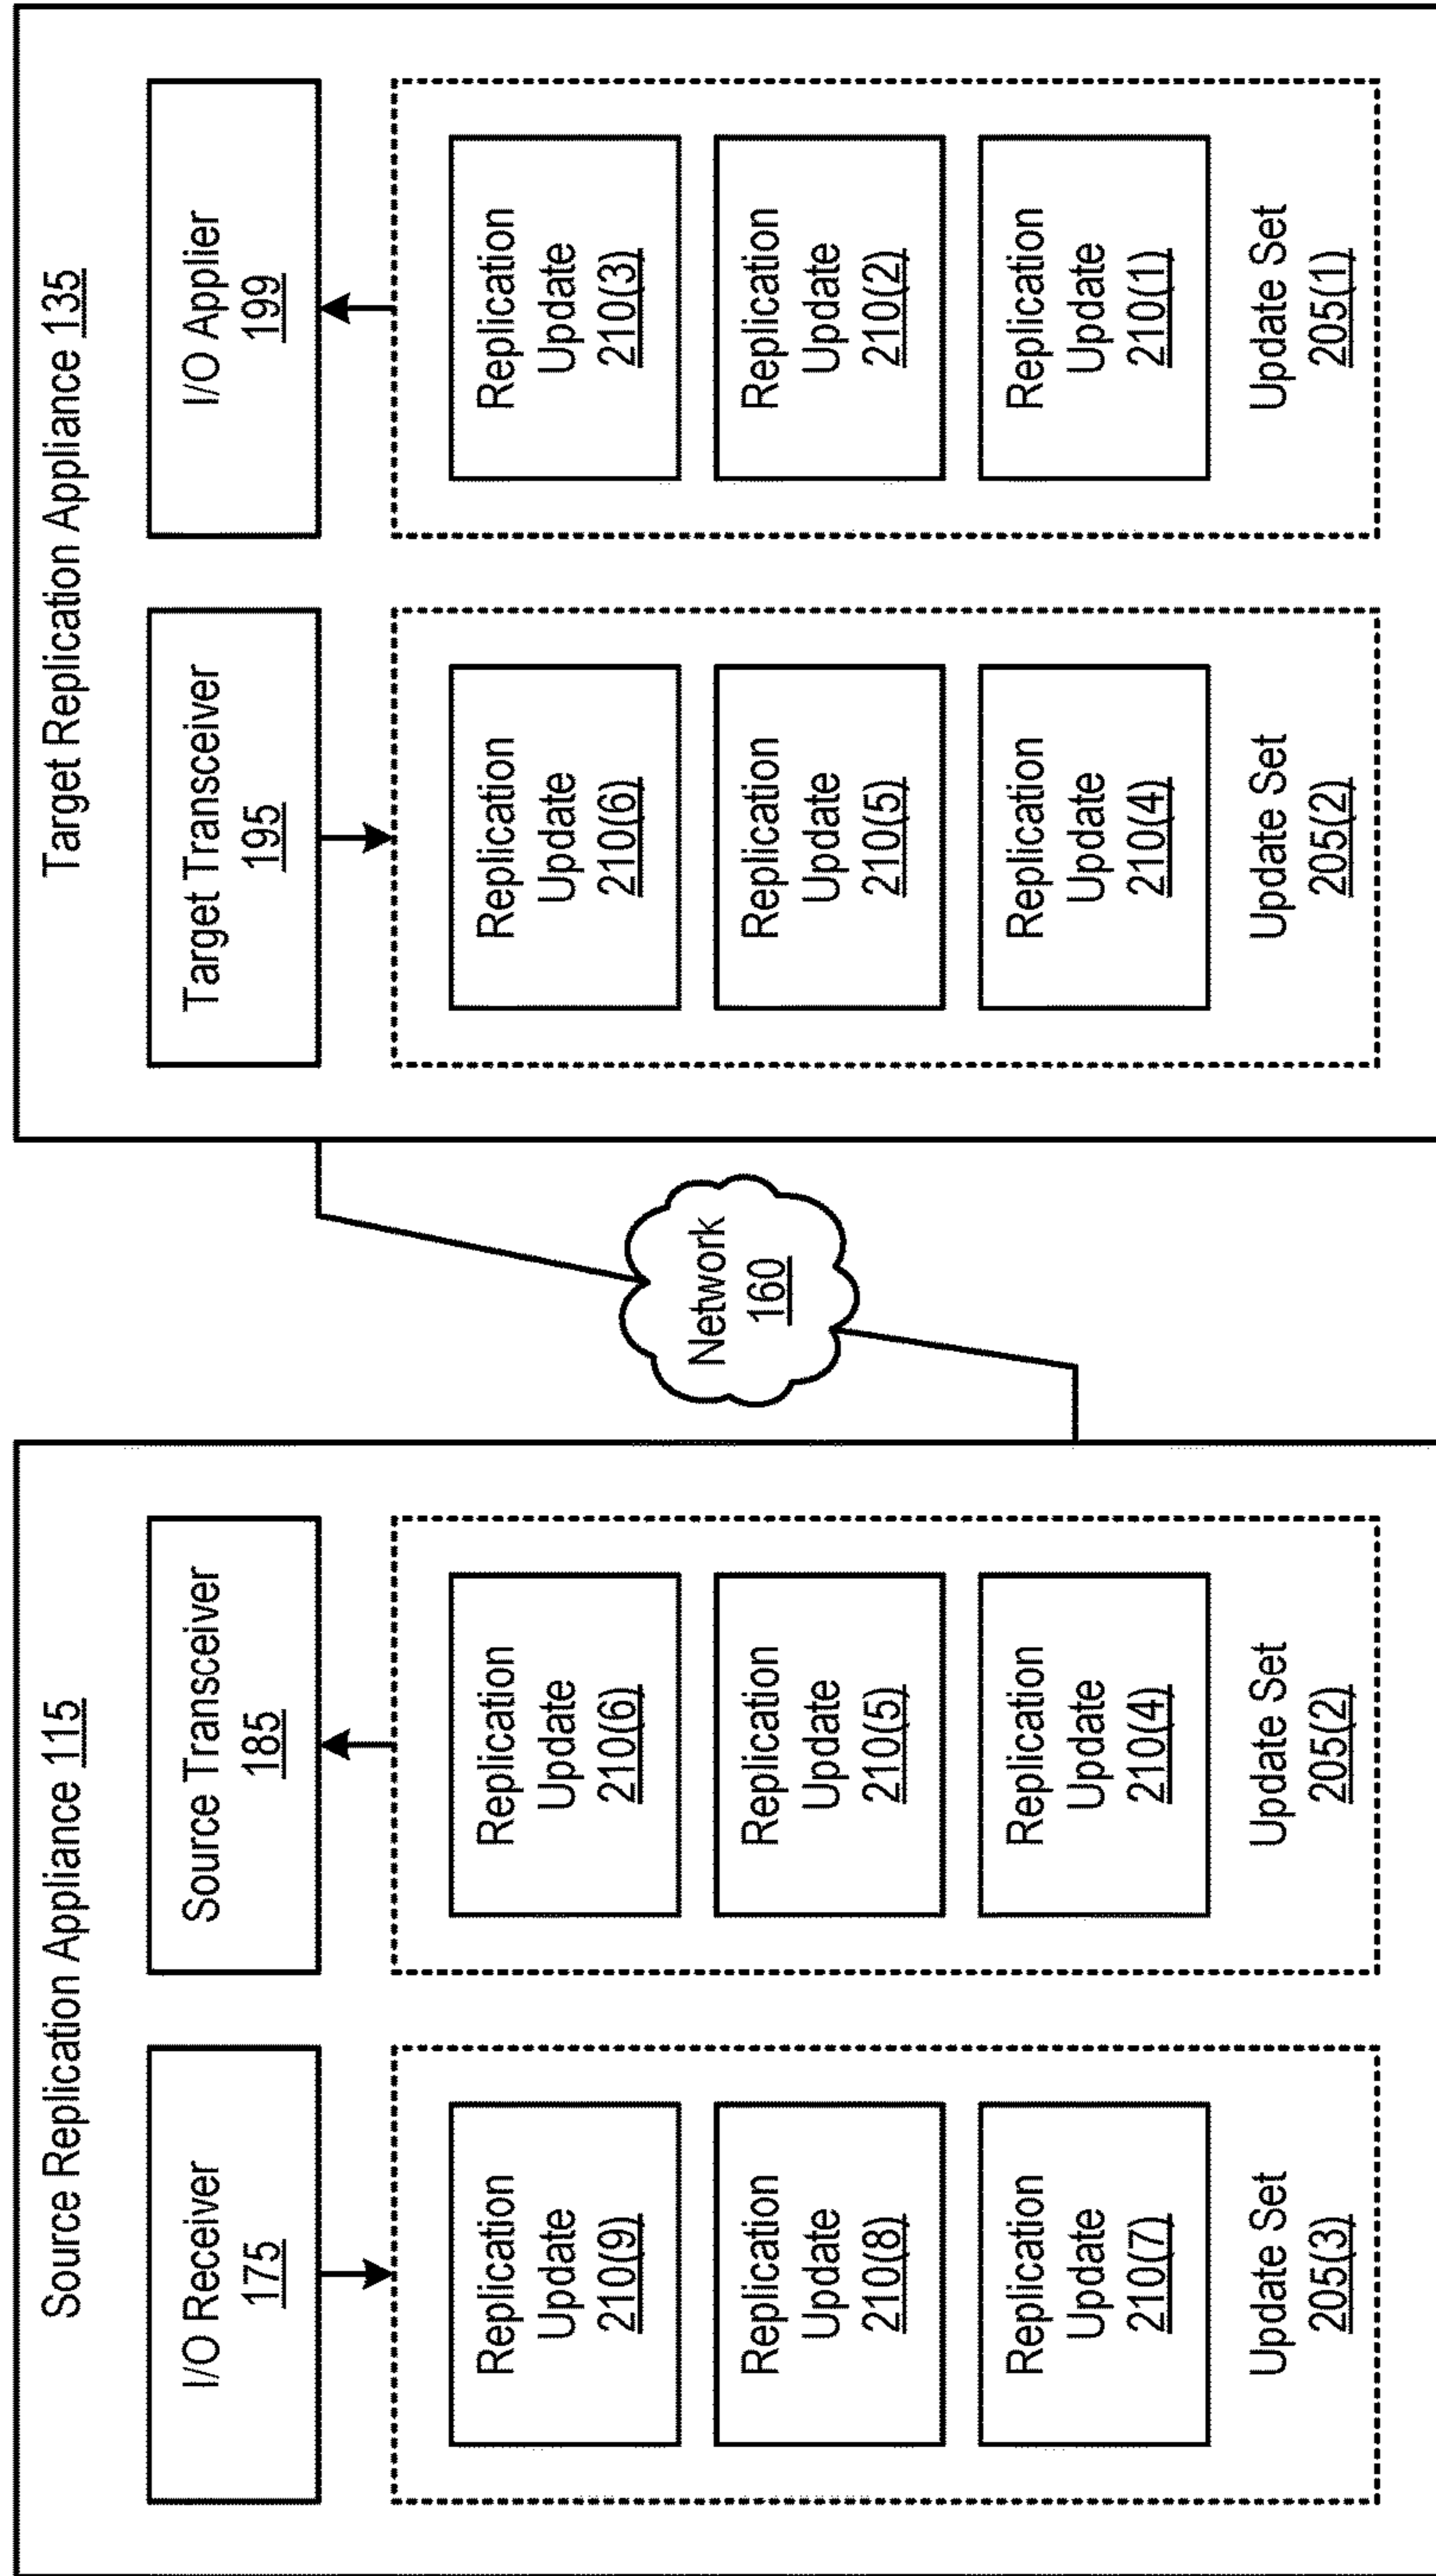 Source Replication Appliance 115
I/O Receiver
175
Replication
Update
210(9)
Replication
Update
210(8)
Replication
Update
210(7)
Update Set
205(3)
Source Transceiver
185
Replication
Update
210(6)
Replication
Update
210(5)
Replication
Update
210(4)
Update Set
205(2)
Network
160
Target Replication Appliance 135
Target Transceiver
195
Replication
Update
210(6)
Replication
Update
210(5)
Replication
Update
210(4)
Update Set
205(2)
I/O Applier
199
Replication
Update
210(3)
Replication
Update
210(2)
Replication
Update
210(1)
Update Set
205(1)